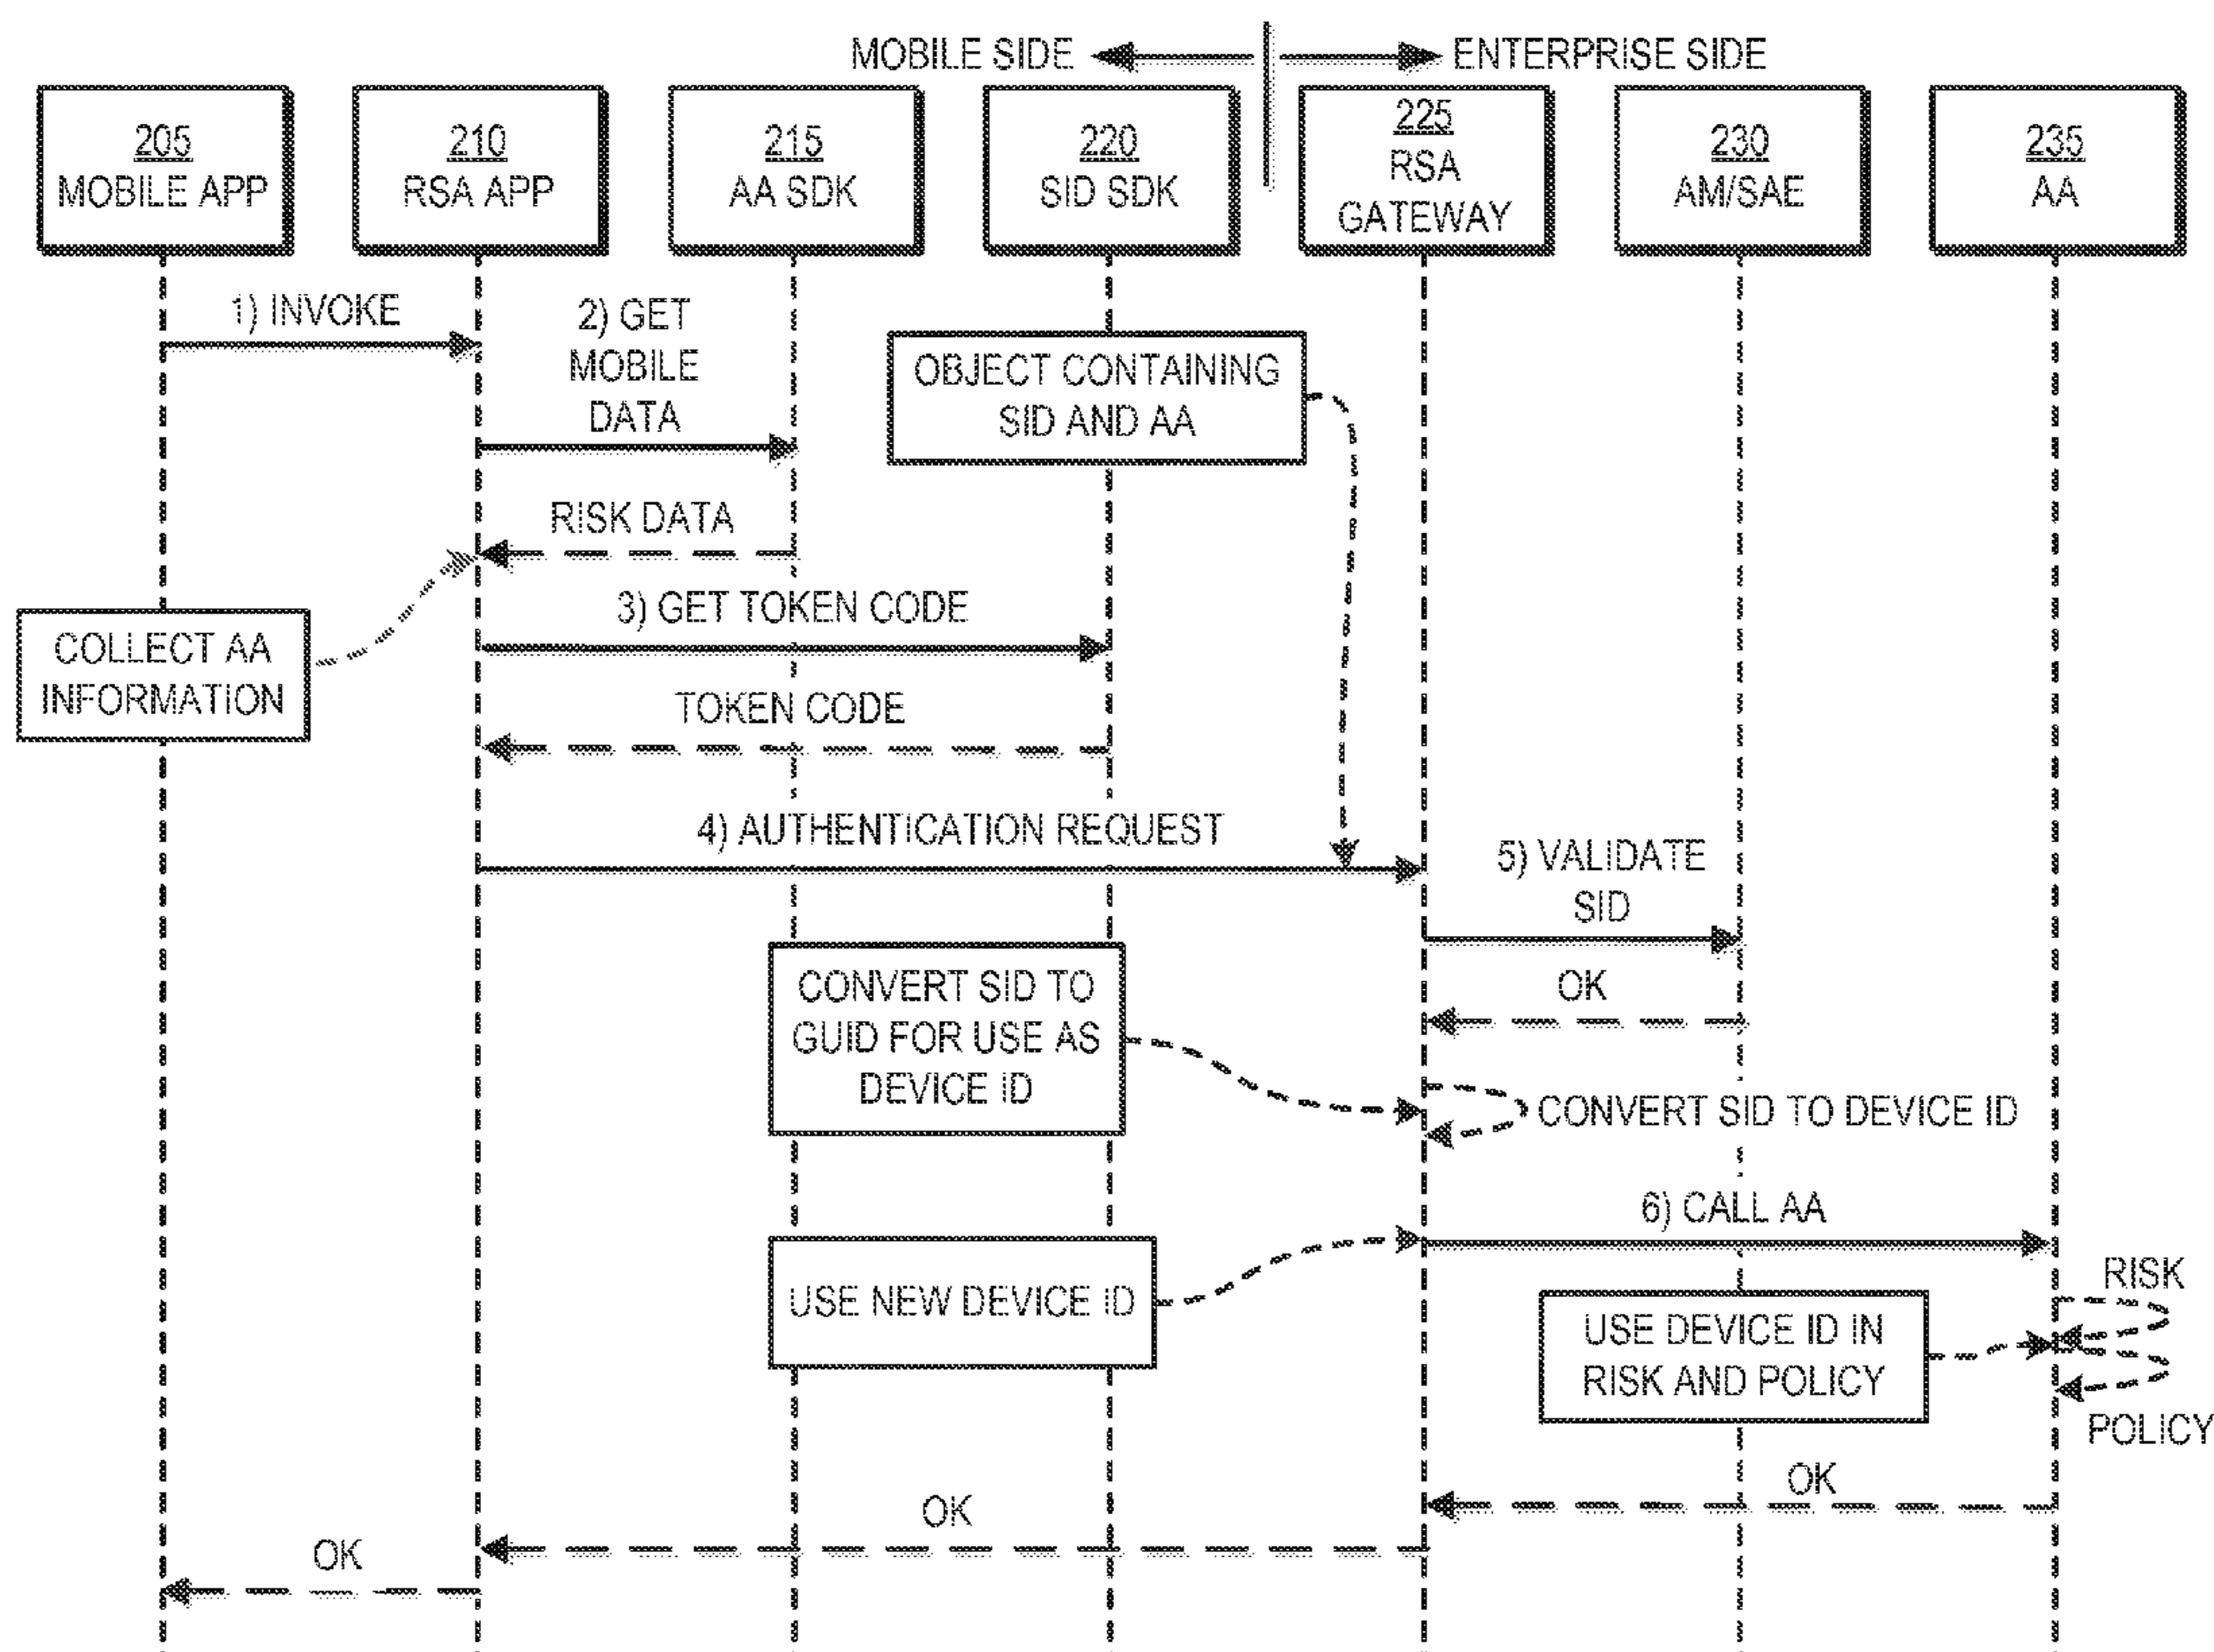 MOBILE SIDE
ENTERPRISE SIDE
205
MOBILE APP
210
RSA APP
215
AA SDK
220
SID SDK
225
RSA
GATEWAY
230
AM/SAE
235
AA
1) INVOKE
2) GET
MOBILE
DATA
OBJECT CONTAINING
SID AND AA
RISK DATA
3) GET TOKEN CODE
COLLECT AA
INFORMATION
TOKEN CODE
4) AUTHENTICATION REQUEST
5) VALIDATE
SID
OK
CONVERT SID TO
GUID FOR USE AS
DEVICE ID
CONVERT SID TO DEVICE ID
6) CALL AA
USE NEW DEVICE ID
RISK
USE DEVICE ID IN
RISK AND POLICY
POLICY
OK
OK
OK